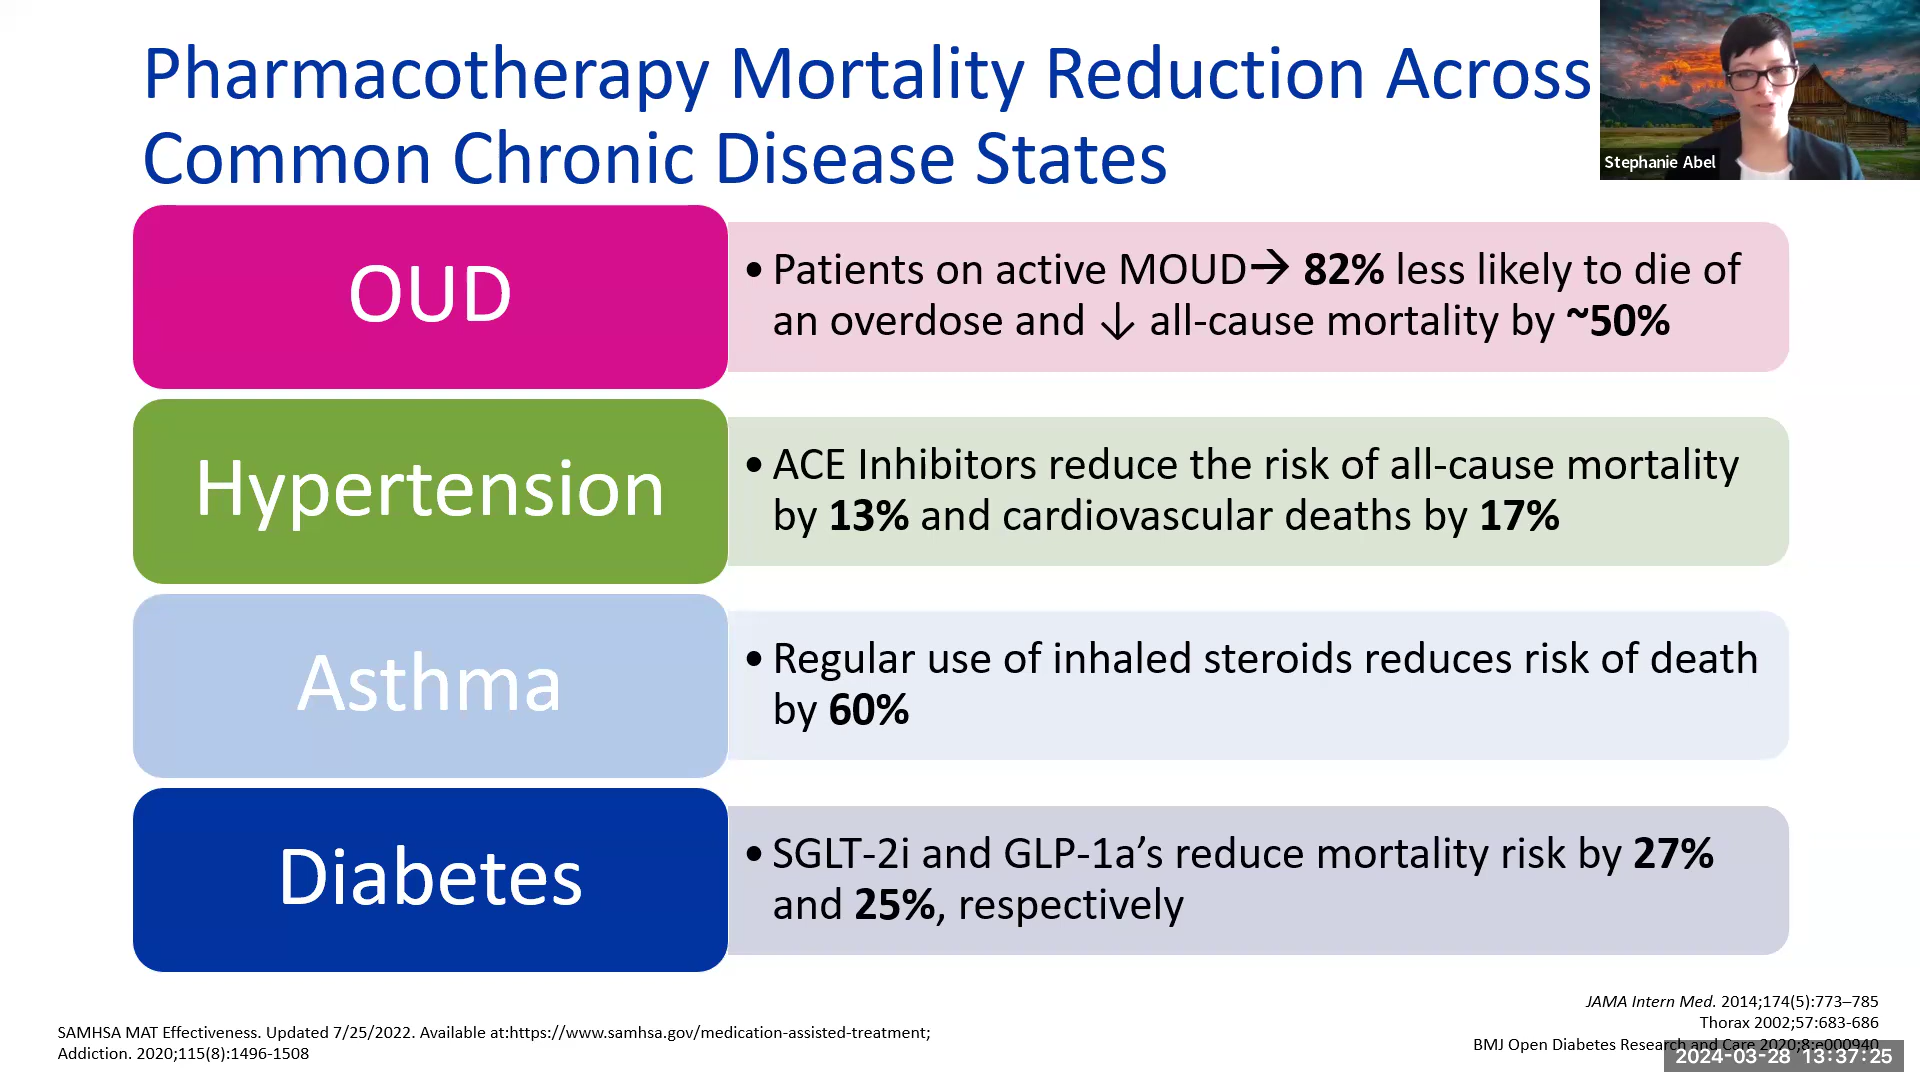 Pharmacotherapy Mortality Reduction Across
Common Chronic Disease States
Stephanie Abel
OUD
• Patients on active MOUD→ 82% less likely to die of
an overdose and ↓ all-cause mortality by ~50%
Hypertension
• ACE Inhibitors reduce the risk of all-cause mortality
by 13% and cardiovascular deaths by 17%
Asthma
• Regular use of inhaled steroids reduces risk of death
by 60%
Diabetes
• SGLT-2i and GLP-1a’s reduce mortality risk by 27%
and 25%, respectively
SAMHSA MAT Effectiveness. Updated 7/25/2022. Available at:https://www.samhsa.gov/medication-assisted-treatment;
Addiction. 2020;115(8):1496-1508
JAMA Intern Med. 2014;174(5):773–785
Thorax 2002;57:683-686
BMJ Open Diabetes Research and Care 2020;8:e000940
2024-03-28 13:37:25